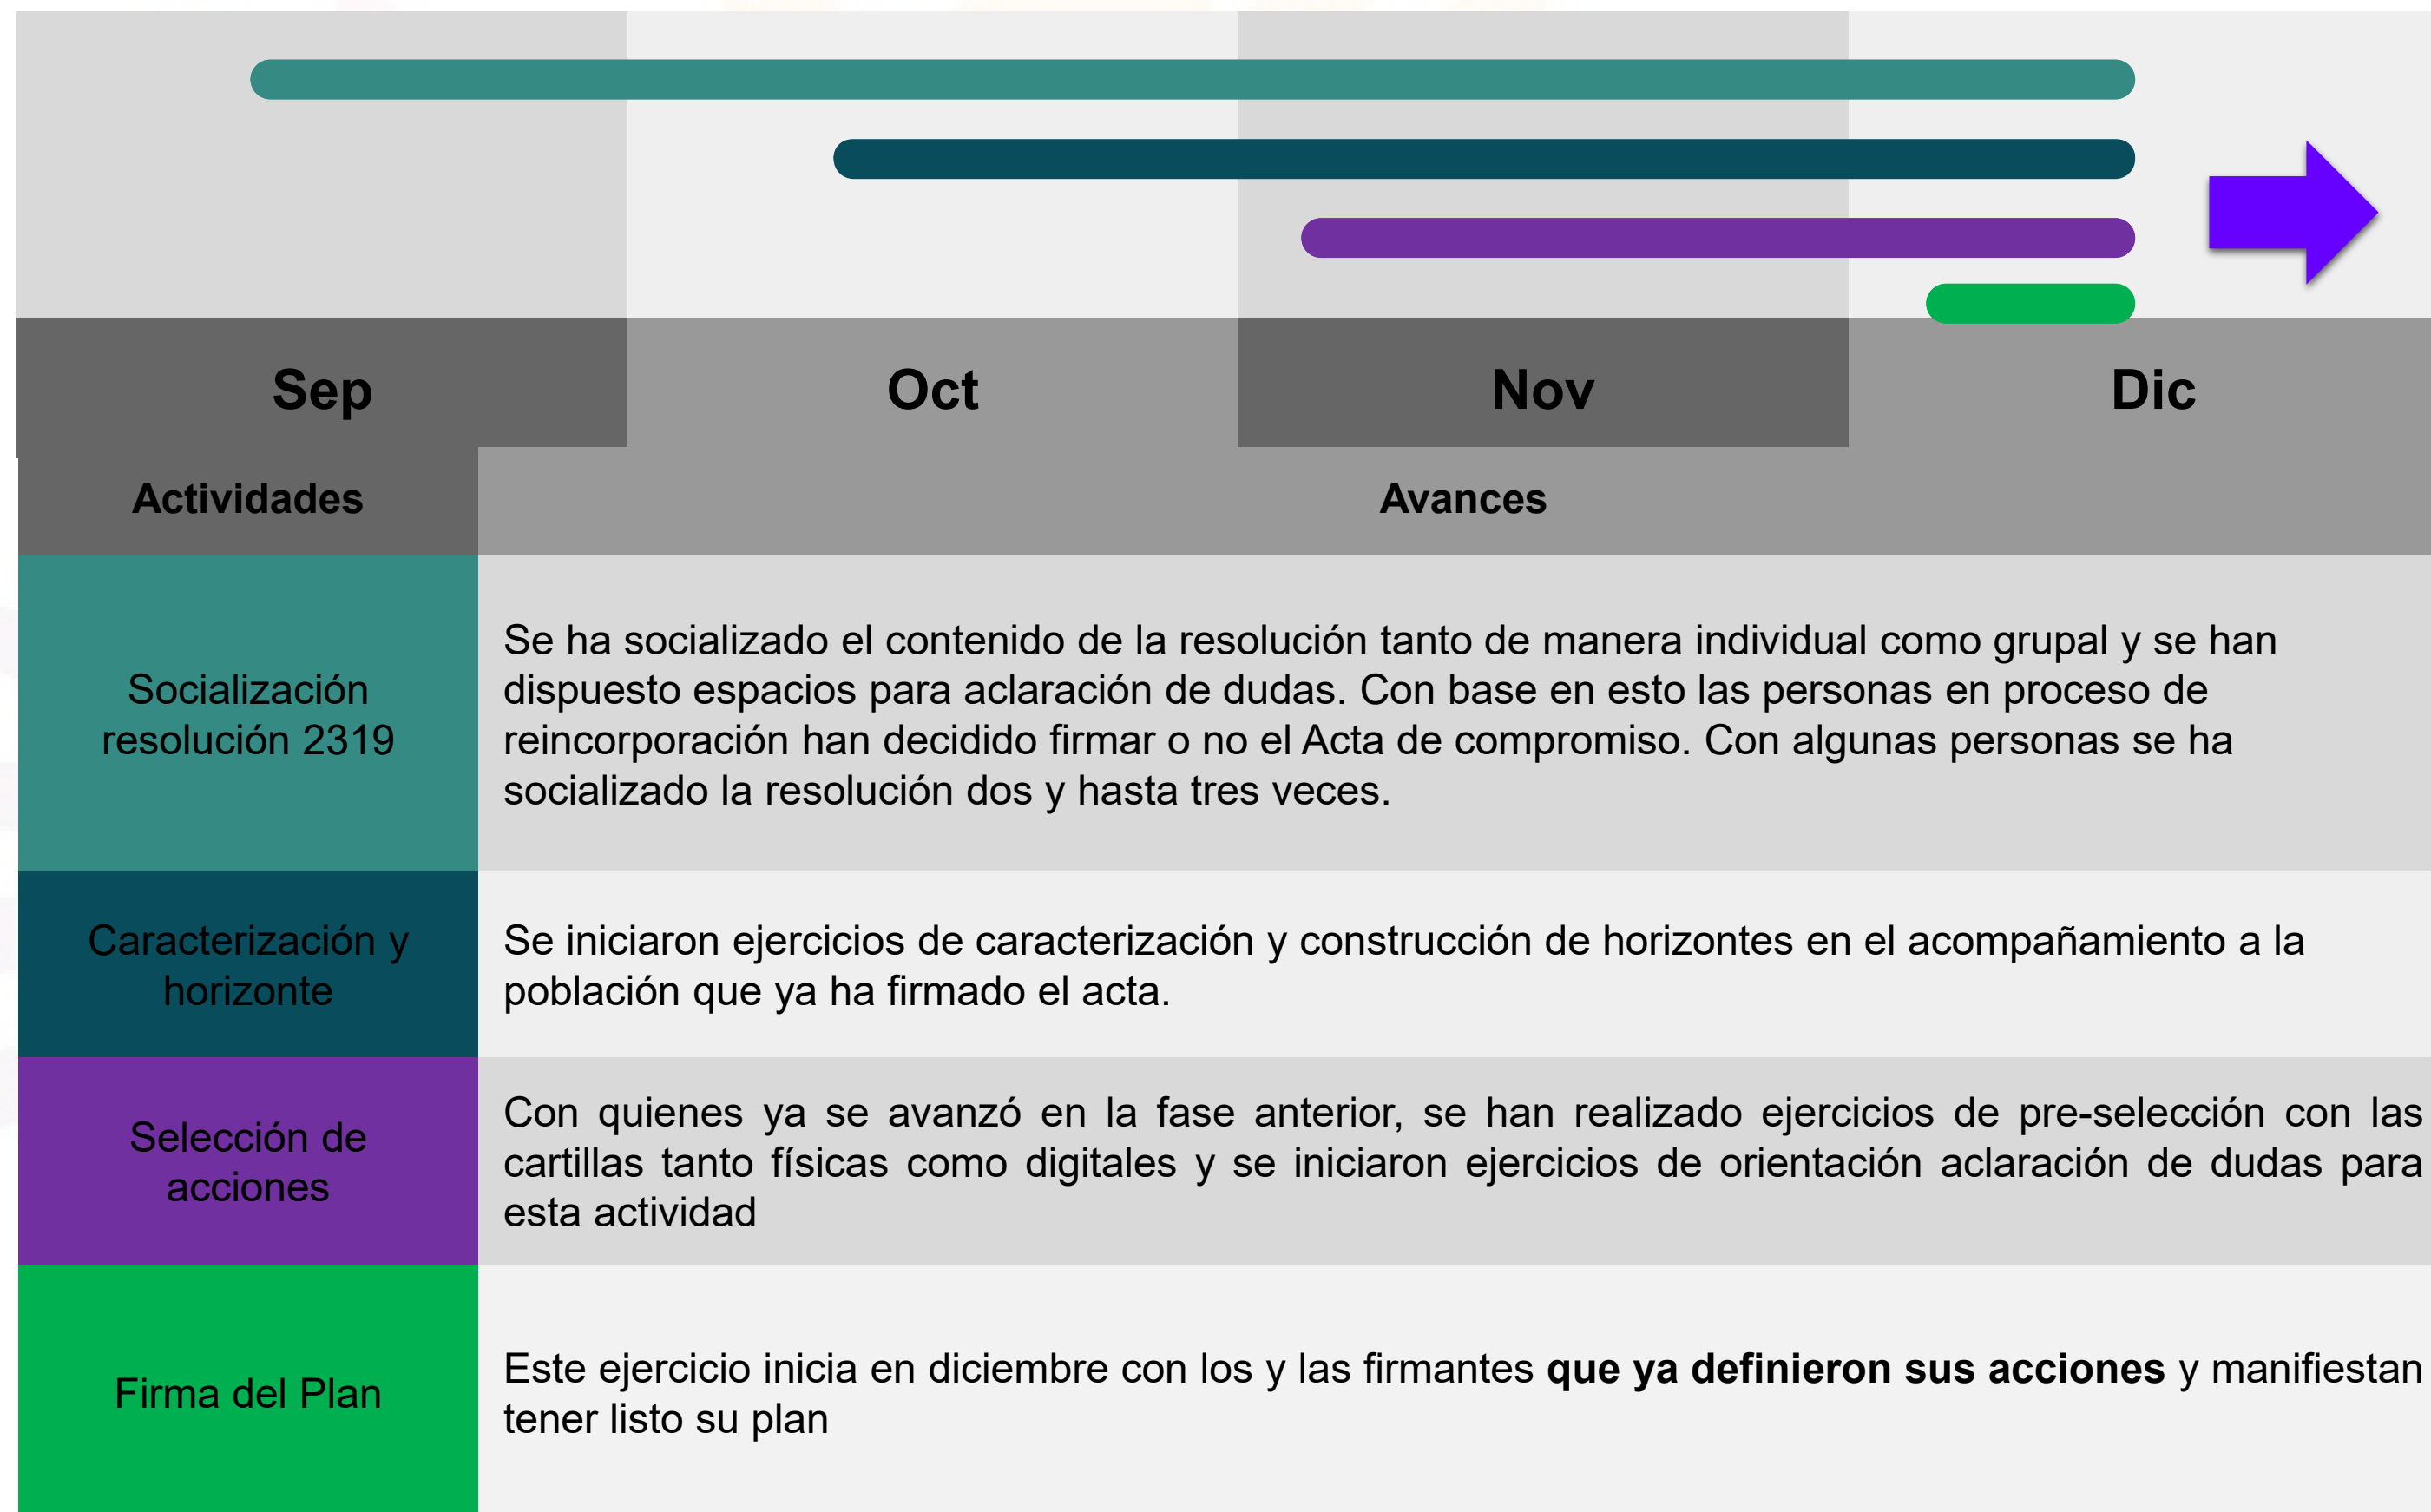 Sep
Oct
Nov
Dic
Actividades
Avances
Socialización
resolución 2319
Se ha socializado el contenido de la resolución tanto de manera individual como grupal y se han
dispuesto espacios para aclaración de dudas. Con base en esto las personas en proceso de
reincorporación han decidido firmar o no el Acta de compromiso. Con algunas personas se ha
socializado la resolución dos y hasta tres veces.
Caracterización y
horizonte
Se iniciaron ejercicios de caracterización y construcción de horizontes en el acompañamiento a la
población que ya ha firmado el acta.
Selección de
acciones
Con quienes ya se avanzó en la fase anterior, se han realizado ejercicios de pre-selección con las
cartillas tanto físicas como digitales y se iniciaron ejercicios de orientación aclaración de dudas para
esta actividad
Firma del Plan
Este ejercicio inicia en diciembre con los y las firmantes que ya definieron sus acciones y manifiestan
tener listo su plan